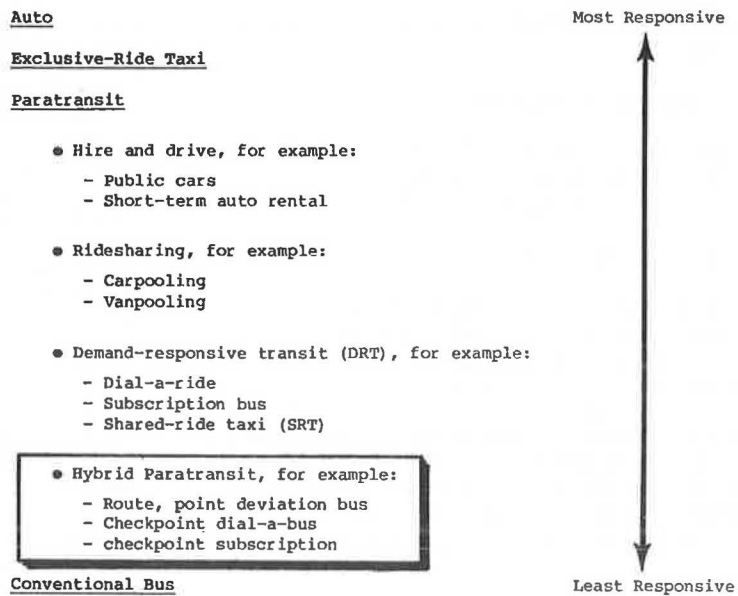 Auto
Most Responsive
Exclusive-Ride Taxi
Paratransit
• Hire and drive, for example:
- Public cars
- Short-term auto rental
• Ridesharing, for example:
- Carpooling
- Vanpooling
• Demand-responsive transit (DRT), for example:
- Dial-a-ride
- Subscription bus
- Shared-ride taxi (SRT)
• Hybrid Paratransit, for example:
- Route, point deviation bus
- Checkpoint dial-a-bus
- checkpoint subscription
Conventional Bus
Least Responsive